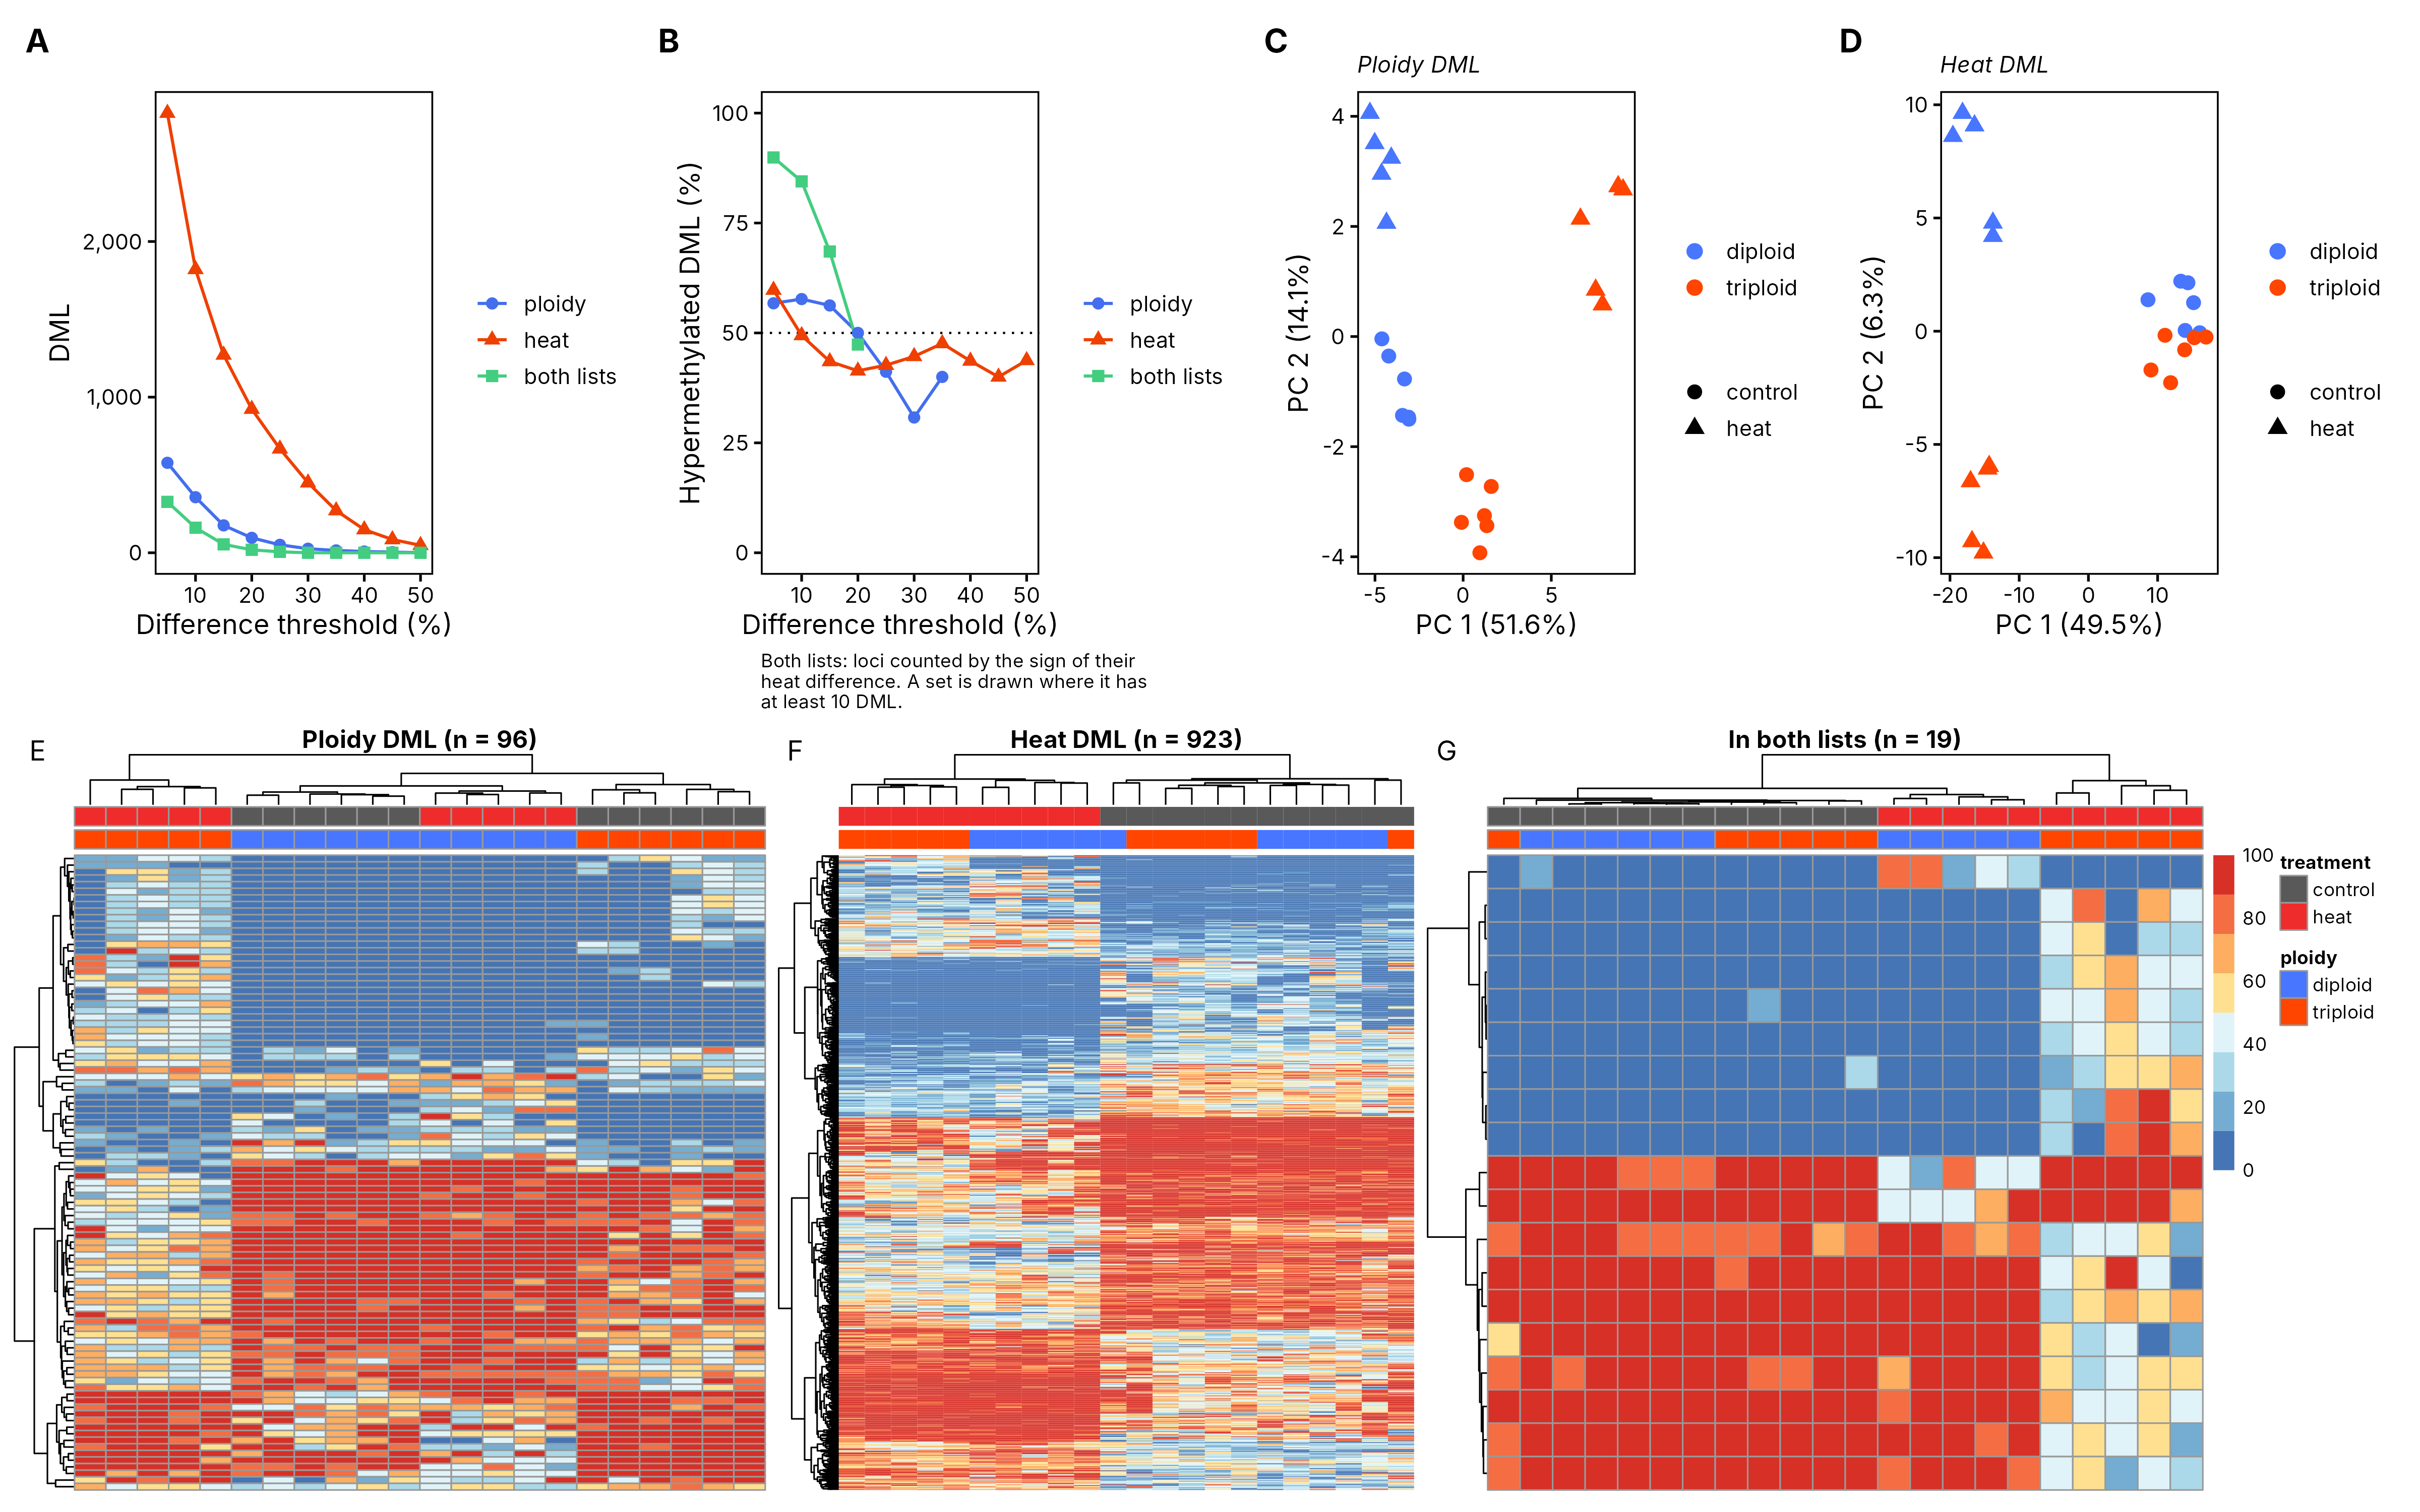 A
DML
2,000
1,000
0
10 20 30 40 50
Difference threshold (%)
ploidy
heat
both lists
B
Hypermethylated DML (%)
100
75
50
25
0
10 20 30 40 50
Difference threshold (%)
ploidy
heat
both lists
Both lists: loci counted by the sign of their
heat difference. A set is drawn where it has
at least 10 DML.
C
Ploidy DML
PC 2 (14.1%)
4
2
0
-2
-4
-5 0 5
PC 1 (51.6%)
diploid
triploid
control
heat
D
Heat DML
PC 2 (6.3%)
10
5
0
-5
-10
-20 -10 0 10
PC 1 (49.5%)
diploid
triploid
control
heat
E
Ploidy DML (n = 96)
F
Heat DML (n = 923)
G
In both lists (n = 19)
100
80
60
40
20
0
treatment
control
heat
ploidy
diploid
triploid